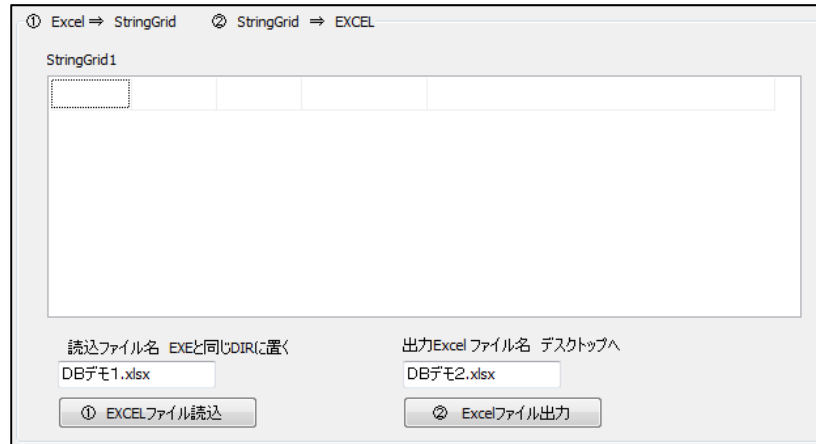 ① Excel⇒ StringGrid ② StringGrid ⇒ EXCEL
StringGrid1
読込ファイル名 EXEと同じDIRに置く
出力Excel ファイル名 デスクトップへ
DBデモ1.xlsx
DBデモ2.xlsx
① EXCELファイル読込
② Excelファイル出力